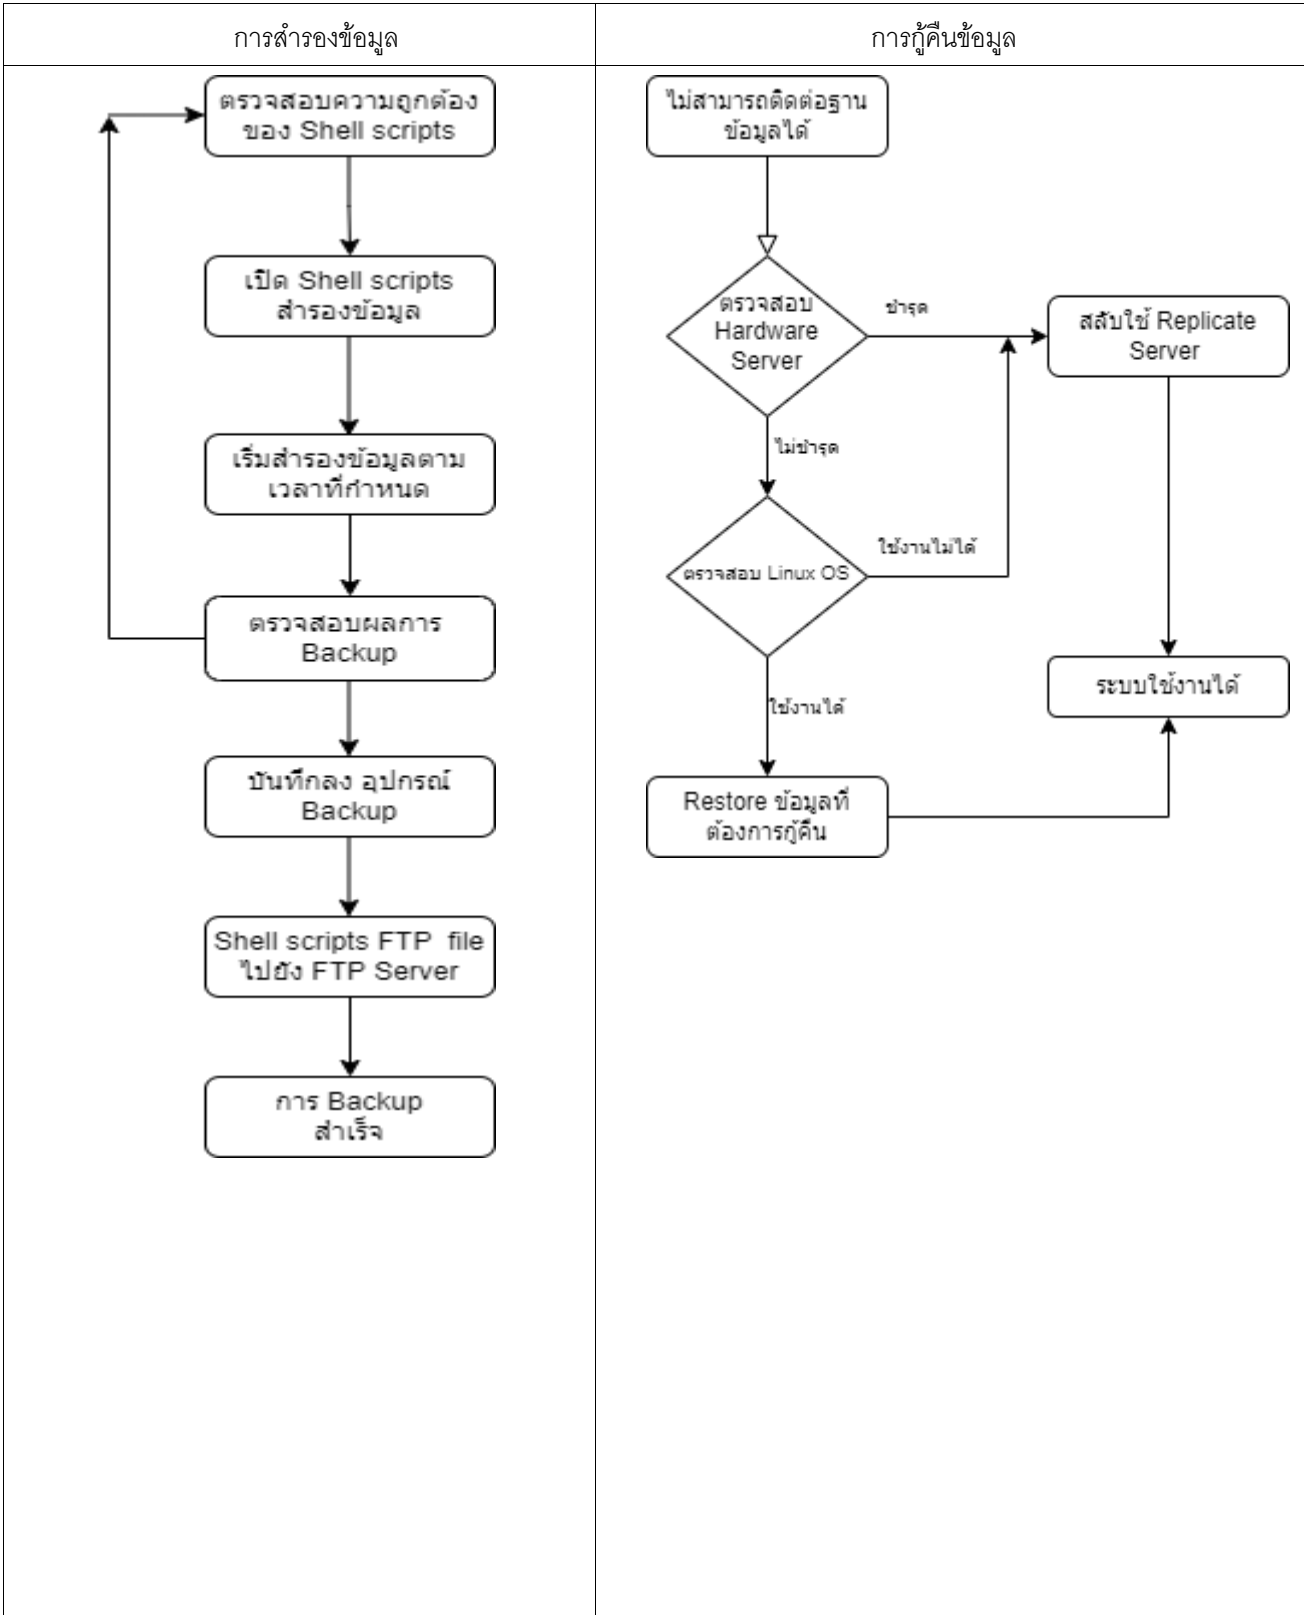 การสำรองข้อมูล
การกู้คืนข้อมูล
ตรวจสอบความถูกต้อง
ของ Shell scripts
เปิด Shell scripts
สำรองข้อมูล
เริ่มสำรองข้อมูลตาม
เวลาที่กำหนด
ตรวจสอบผลการ
Backup
บันทึกลง อุปกรณ์
Backup
Shell scripts FTP file
ไปยัง FTP Server
การ Backup
สำเร็จ
ไม่สามารถติดต่อฐาน
ข้อมูลได้
ตรวจสอบ
Hardware
Server
ชำรุด
สลับใช้ Replicate
Server
ไม่ชำรุด
ใช้งานไม่ได้
ตรวจสอบ Linux OS
ระบบใช้งานได้
ใช้งานได้
Restore ข้อมูลที่
ต้องการกู้คืน